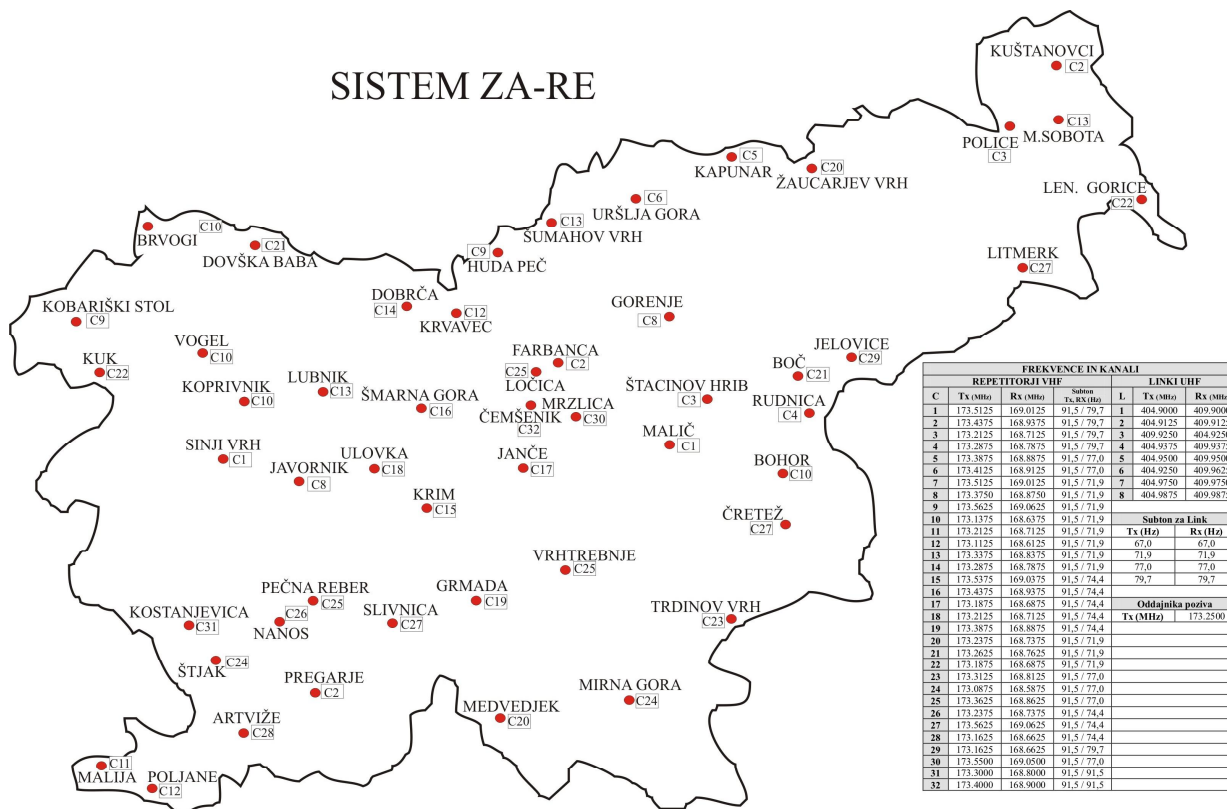 SISTEM ZA-RE
KUŠTANOVCI
C2
C13
M.SOBOTA
POLICE
C3
C5
KAPUNAR
C20
ŽAUCARJEV VRH
LEN. GORICE
C22
C6
URŠLJA GORA
C13
ŠUMAHOV VRH
C9
HUDA PEČ
C10
BRVOGI
C21
DOVŠKA BABA
LITMERK
C27
KOBARIŠKI STOL
C9
DOBRČA
C14
C12
KRVAVEC
GORENJE
C8
VOGEL
C10
KUK
C22
KOPRIVNIK
C10
LUBNIK
C13
ŠMARNA GORA
C16
FARBANCA
C2
C25
LOČICA
MRZLICA
C30
ČEMŠENIK
C32
ŠTACINOV HRIB
C3
JELOVICE
C29
BOČ
C21
RUDNICA
C4
MALIČ
C1
SINJI VRH
C1
JAVORNIK
C8
ULOVKA
C18
JANČE
C17
BOHOR
C10
KRIM
C15
ČRETEŽ
C27
VRHTREBNJE
C25
PEČNA REBER
C25
C26
NANOS
GRMADA
C19
SLIVNICA
C27
KOSTANJEVICA
C31
TRDINOV VRH
C23
C24
ŠTJAK
PREGARJE
C2
MIRNA GORA
C24
MEDVEDJEK
C20
ARTVIŽE
C28
C11
MALIJA
POLJANE
C12
FREKVENCE IN KANALI
REPETITORJI VHF LINKI UHF
C Tx (MHz) Rx (MHz) Subton Tx, RX (Hz) L Tx (MHz) Rx (MHz)
1 173.5125 169.0125 91,5 / 79,7 1 404.9000 409.9000
2 173.4375 168.9375 91,5 / 79,7 2 404.9125 409.9125
3 173.2125 168.7125 91,5 / 79,7 3 409.9250 404.9250
4 173.2875 168.7875 91,5 / 79,7 4 404.9375 409.9375
5 173.3875 168.8875 91,5 / 77,0 5 404.9500 409.9500
6 173.4125 168.9125 91,5 / 77,0 6 404.9250 409.9625
7 173.5125 169.0125 91,5 / 71,9 7 404.9750 409.9750
8 173.3750 168.8750 91,5 / 71,9 8 404.9875 409.9875
9 173.5625 169.0625 91,5 / 71,9
10 173.1375 168.6375 91,5 / 71,9 Subton za Link
11 173.2125 168.7125 91,5 / 71,9 Tx (Hz) Rx (Hz)
12 173.1125 168.6125 91,5 / 71,9 67,0 67,0
13 173.3375 168.8375 91,5 / 71,9 71,9 71,9
14 173.2875 168.7875 91,5 / 71,9 77,0 77,0
15 173.5375 169.0375 91,5 / 74,4 79,7 79,7
16 173.4375 168.9375 91,5 / 74,4
17 173.1875 168.6875 91,5 / 74,4 Oddajnika poziva
18 173.2125 168.7125 91,5 / 74,4 Tx (MHz) 173.2500
19 173.3875 168.8875 91,5 / 74,4
20 173.2375 168.7375 91,5 / 71,9
21 173.2625 168.7625 91,5 / 71,9
22 173.1875 168.6875 91,5 / 71,9
23 173.3125 168.8125 91,5 / 77,0
24 173.0875 168.5875 91,5 / 77,0
25 173.3625 168.8625 91,5 / 77,0
26 173.2375 168.7375 91,5 / 74,4
27 173.5625 169.0625 91,5 / 74,4
28 173.1625 168.6625 91,5 / 74,4
29 173.1625 168.6625 91,5 / 79,7
30 173.5500 169.0500 91,5 / 77,0
31 173.3000 168.8000 91,5 / 91,5
32 173.4000 168.9000 91,5 / 91,5